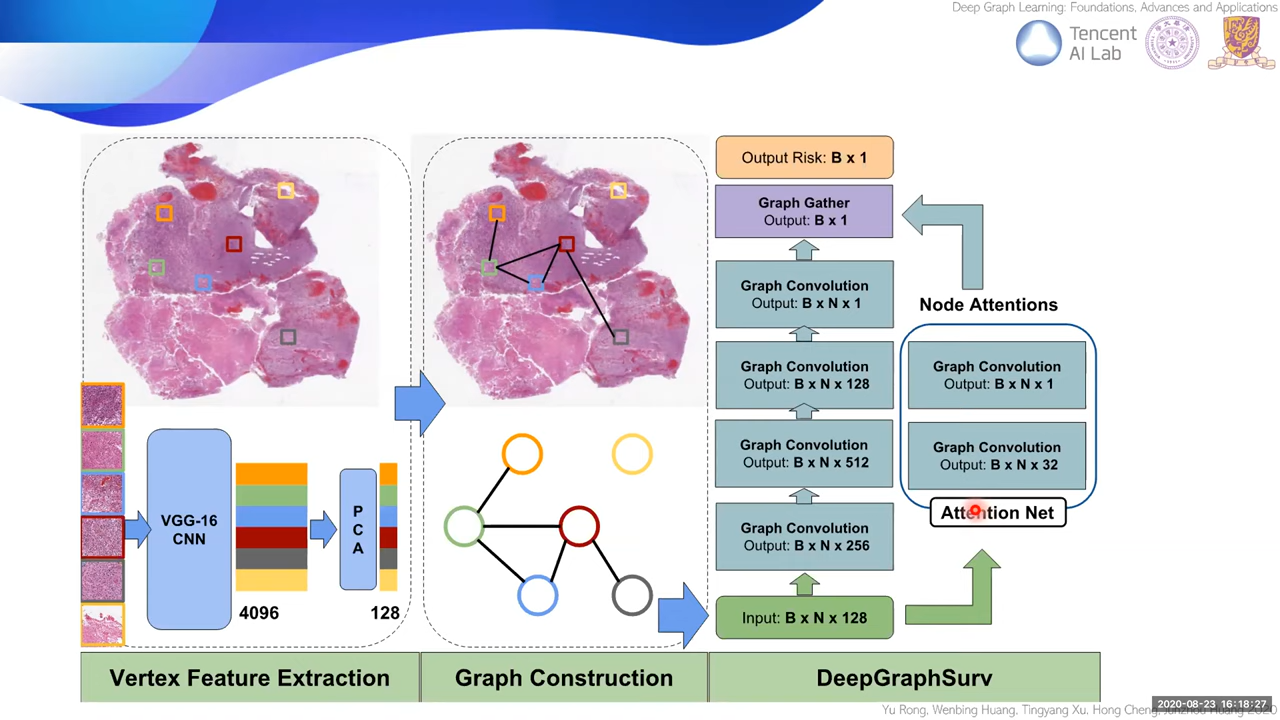 Deep Graph Learning: Foundations, Advances and Applications
Tencent
AI Lab
Output Risk: B x 1
Graph Gather
Output: B x 1
Graph Convolution
Output: B x N x 1
Node Attentions
Graph Convolution
Output: B x N x 128
Graph Convolution
Output: B x N x 1
Graph Convolution
Output: B x N x 512
Graph Convolution
Output: B x N x 32
Attention Net
Graph Convolution
Output: B x N x 256
Input: B x N x 128
VGG-16
CNN
P
C
A
4096
128
Vertex Feature Extraction
Graph Construction
DeepGraphSurv
2020-08-23 16:18:27
Yu Rong, Wenbing Huang, Tingyang Xu, Hong Cheng, Junzhou Huang 2020